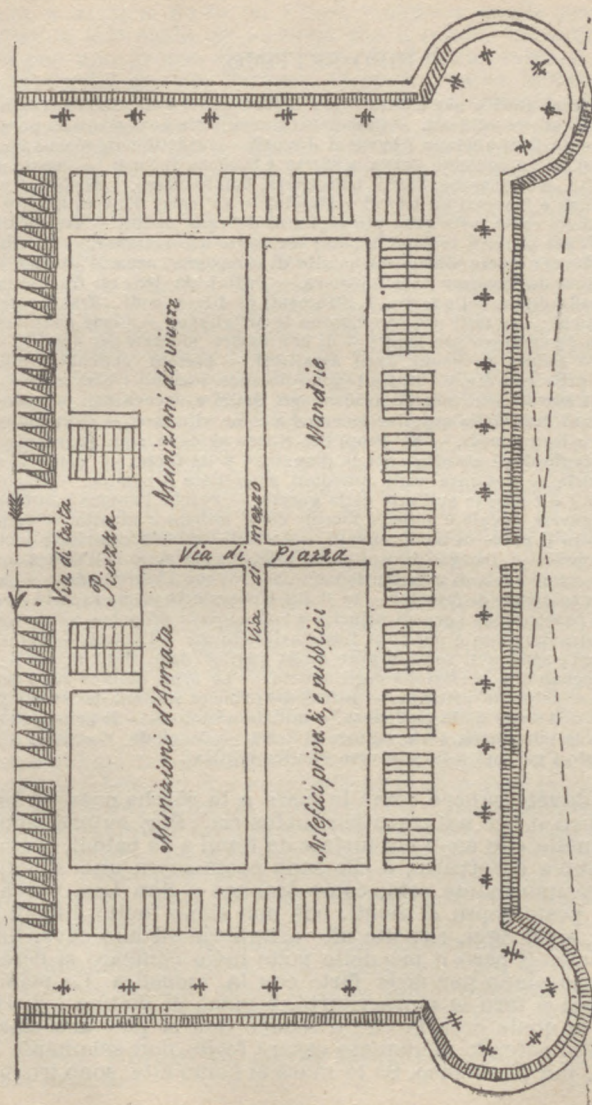 Via di testa
Piazza
Munizioni da vivere
Mandrie
Via di Piazza
Via di mezzo
Munizioni d'Armata
Artefici privati, e pubblici